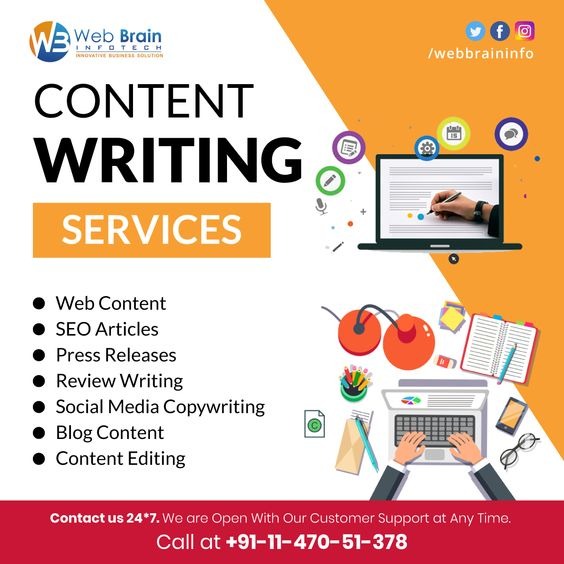 WB Web Brain
INFOTECH
INNOVATIVE BUSINESS SOLUTION
/webbraininfo
CONTENT
WRITING
SERVICES
● Web Content
● SEO Articles
● Press Releases
● Review Writing
● Social Media Copywriting
● Blog Content
● Content Editing
15
C
Contact us 24*7. We are Open With Our Customer Support at Any Time.
Call at +91-11-470-51-378